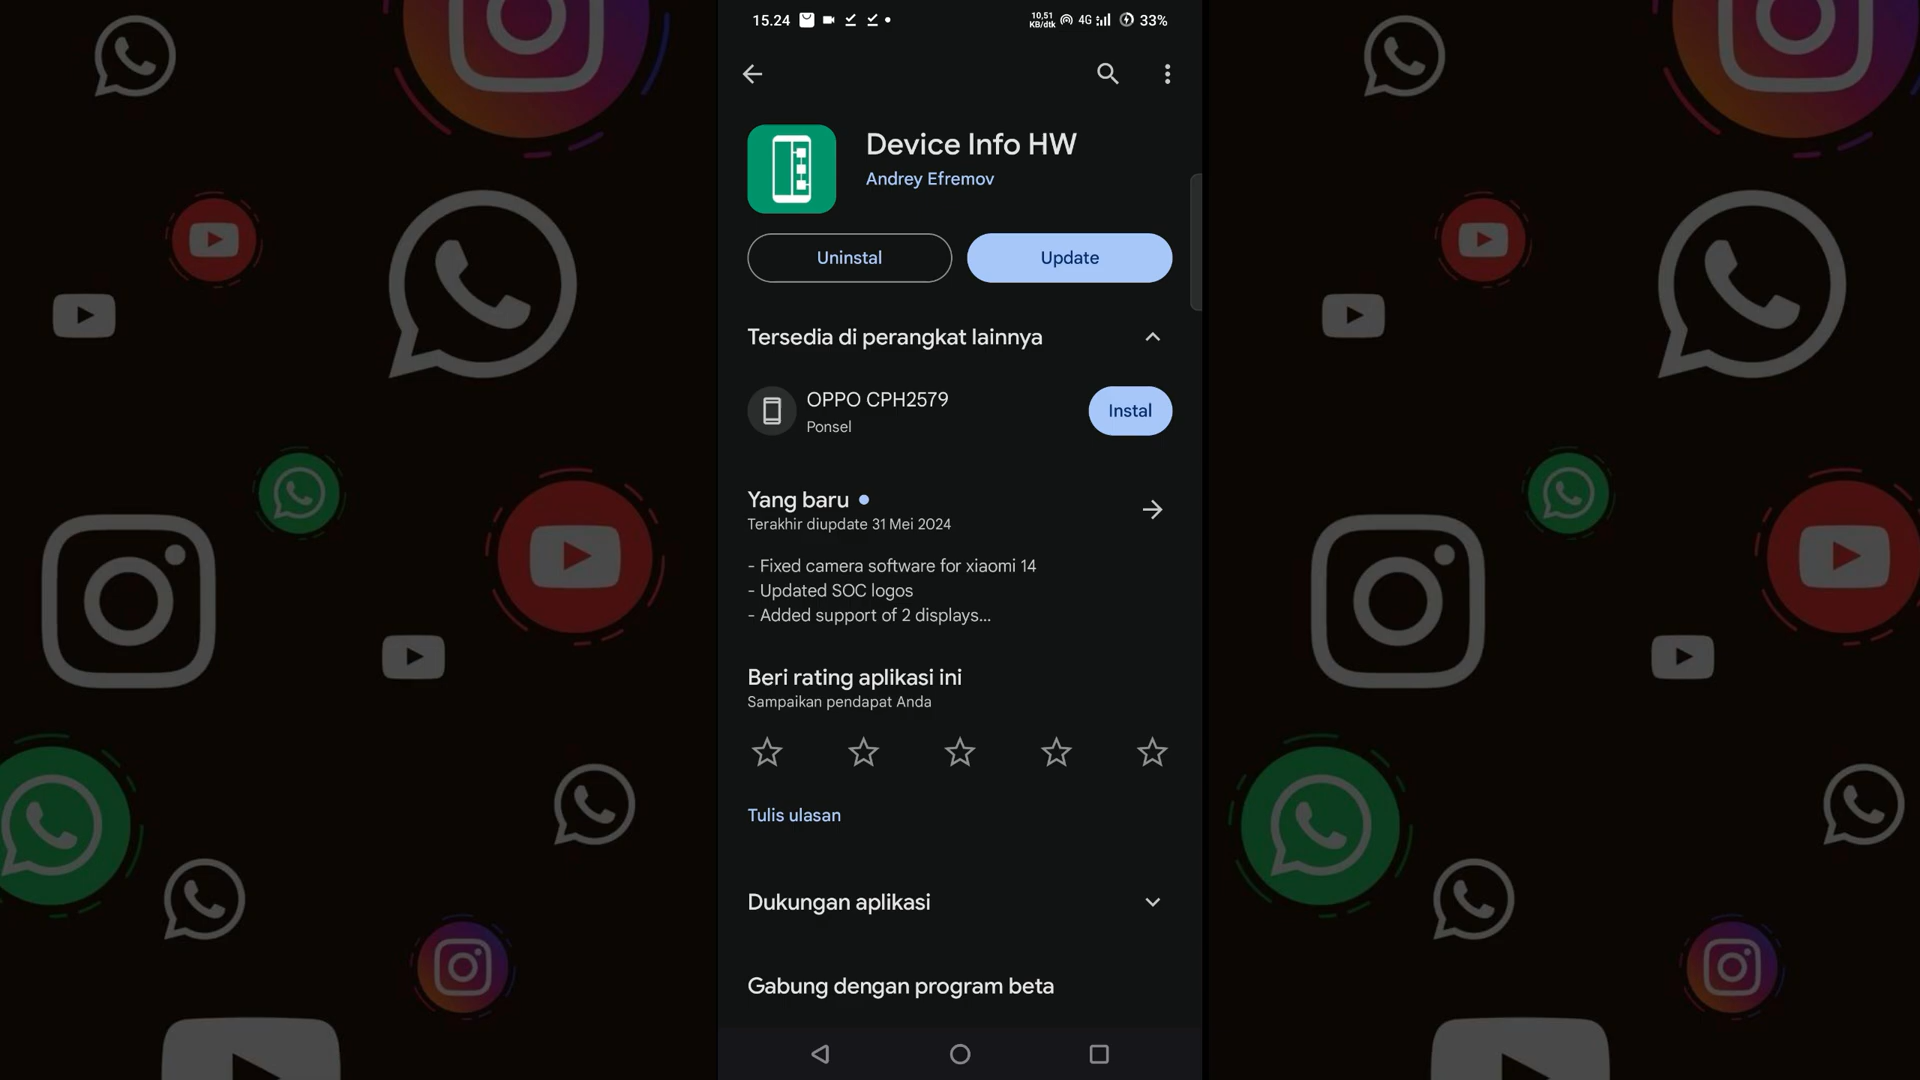 15.24
10,51
KB/dtk
4G
33%
Device Info HW
Andrey Efremov
Uninstal
Update
Tersedia di perangkat lainnya
OPPO CPH2579
Ponsel
Instal
Yang baru
Terakhir diupdate 31 Mei 2024
- Fixed camera software for xiaomi 14
- Updated SOC logos
- Added support of 2 displays...
Beri rating aplikasi ini
Sampaikan pendapat Anda
Tulis ulasan
Dukungan aplikasi
Gabung dengan program beta